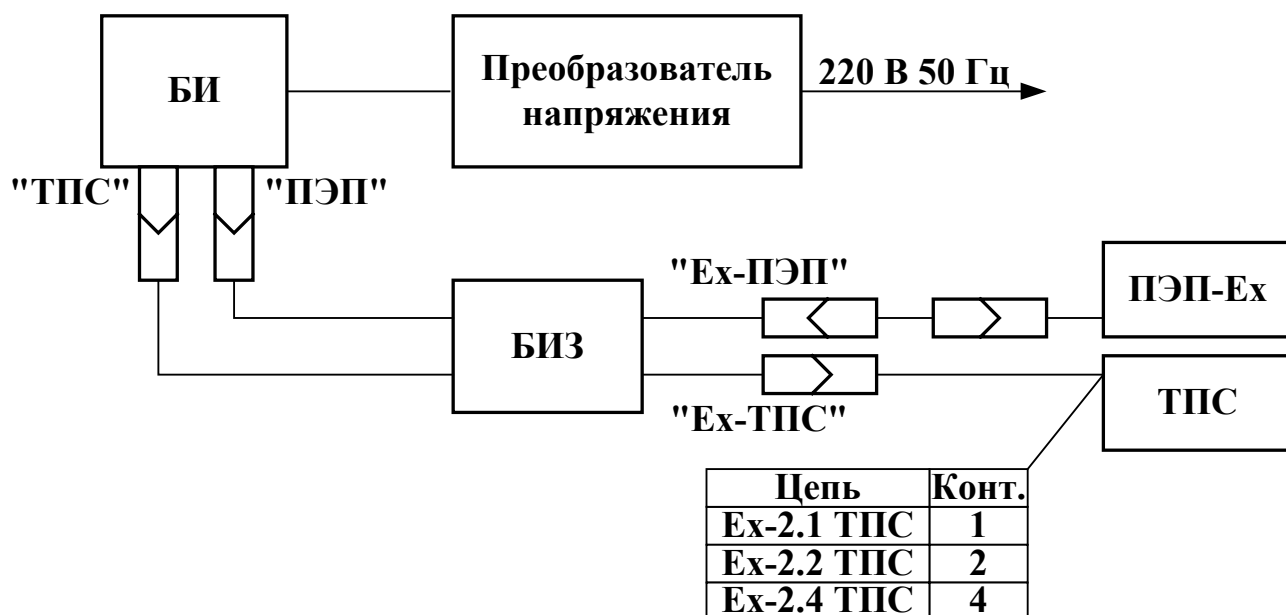 БИ
Преобразователь
напряжения
220 В 50 Гц
"ТПС"
"ПЭП"
БИЗ
"Ex-ПЭП"
ПЭП-Ex
"Ex-ТПС"
ТПС
Цепь Конт.
Ex-2.1 ТПС 1
Ex-2.2 ТПС 2
Ex-2.4 ТПС 4